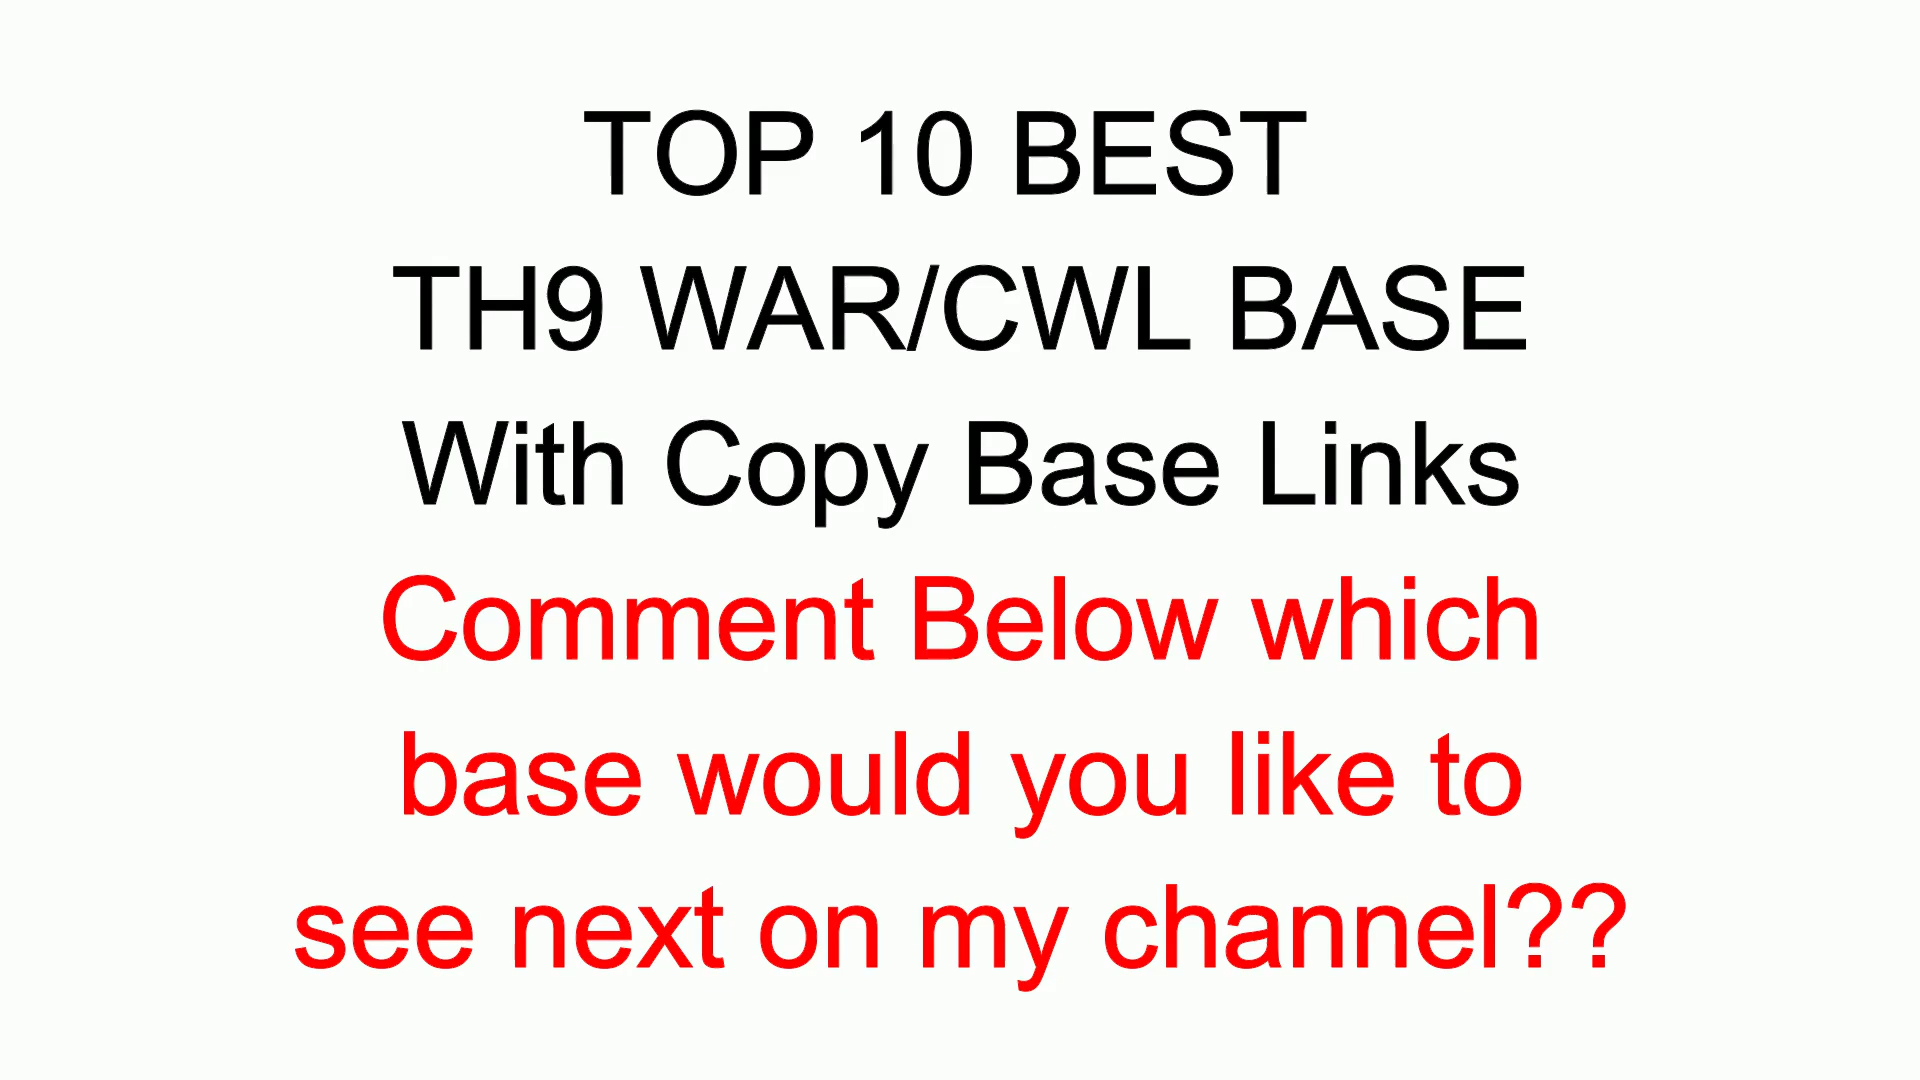 TOP 10 BEST
TH9 WAR/CWL BASE
With Copy Base Links
Comment Below which
base would you like to
see next on my channel??